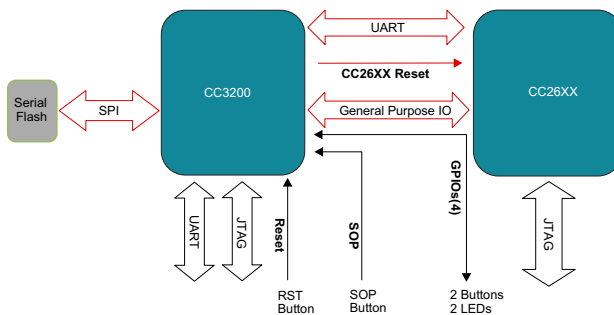 UART
CC26XX Reset
Serial
Flash
SPI
CC3200
General Purpose IO
CC26XX
UART
JTAG
Reset
SOP
GPIOs(4)
JTAG
RST
Button
SOP
Button
2 Buttons
2 LEDs